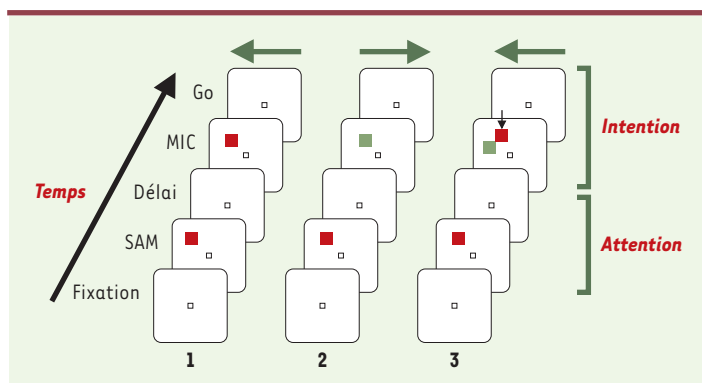 Go
MIC
Intention
Temps
Délai
SAM
Attention
Fixation
1 2 3